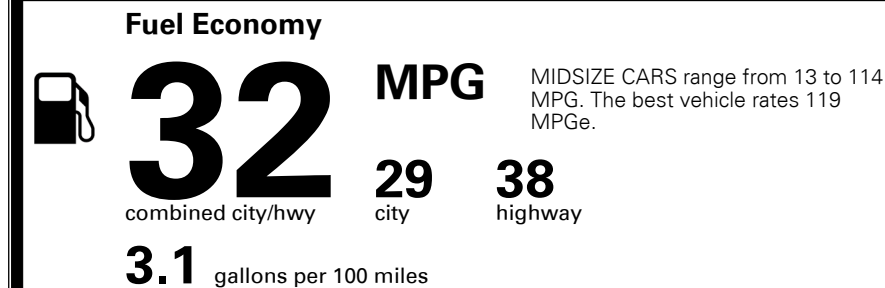 Fuel Economy
32 MPG
MIDSIZE CARS range from 13 to 114
MPG. The best vehicle rates 119
MPGe.
combined city/hwy
29
city
38
highway
3.1 gallons per 100 miles